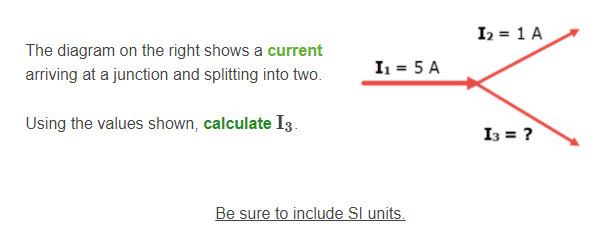 The diagram on the right shows a current
arriving at a junction and splitting into two.
Using the values shown, calculate I₃.
I₂ = 1 A
I₁ = 5 A
I₃ = ?
Be sure to include SI units.